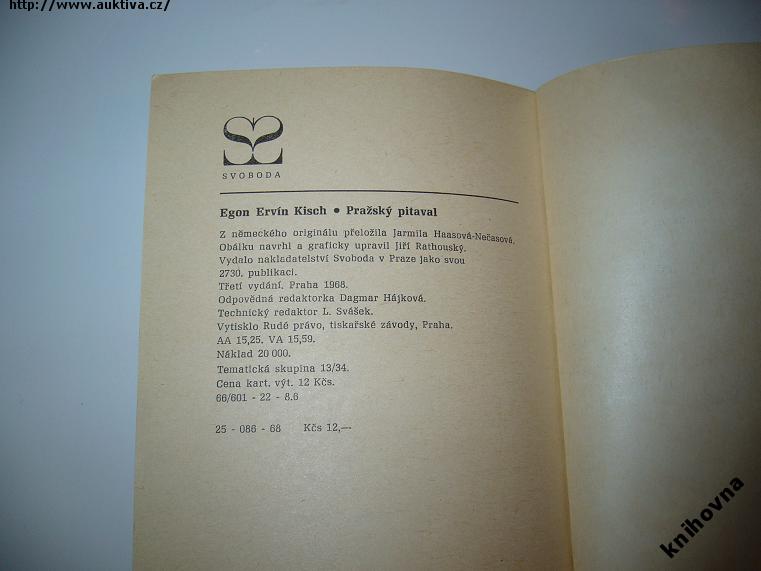 http://www.auktiva.cz/
SVOBODA
Egon Ervín Kisch • Pražský pitaval
Z německého originálu přeložila Jarmila Haasová-Nečasová.
Obálku navrhl a graficky upravil Jiří Rathouský.
Vydalo nakladatelství Svoboda v Praze jako svou
2730. publikaci.
Třetí vydání. Praha 1968.
Odpovědná redaktorka Dagmar Hájková.
Technický redaktor L. Svášek.
Vytisklo Rudé právo, tiskařské závody, Praha.
AA 15,25. VA 15,59.
Náklad 20 000.
Tematická skupina 13/34.
Cena kart. výt. 12 Kčs.
66/601 - 22 - 8.6
25 - 086 - 68 Kčs 12,—
knihovna